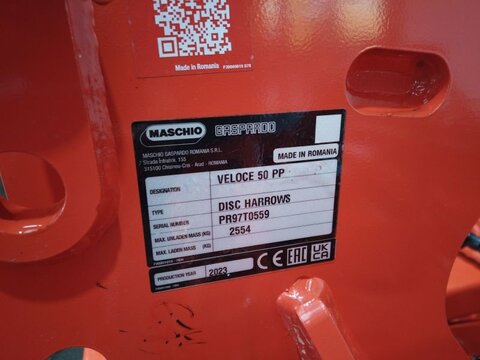 Made in Romania
MASCHIO GASPARDO
MASCHIO GASPARDO ROMANIA S.R.L.
Strada Infratirii, 155
315100 Chisineu-Cris - Arad - ROMANIA
MADE IN ROMANIA
DESIGNATION VELOCE 50 PP
TYPE DISC HARROWS
SERIAL NUMBER PR97T0559
MAX. UNLADEN MASS (KG) 2554
MAX. LADEN MASS (KG)
PRODUCTION YEAR 2023 CE EAC UK CA